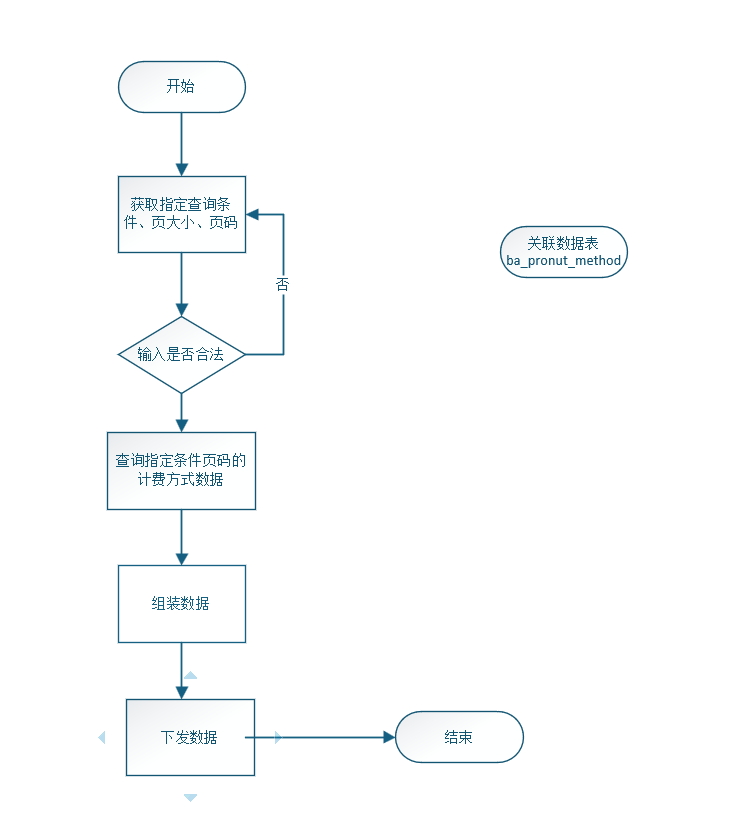 开始
获取指定查询条
件、页大小、页码
关联数据表
ba_pronut_method
否
输入是否合法
查询指定条件页码的
计费方式数据
组装数据
下发数据
结束